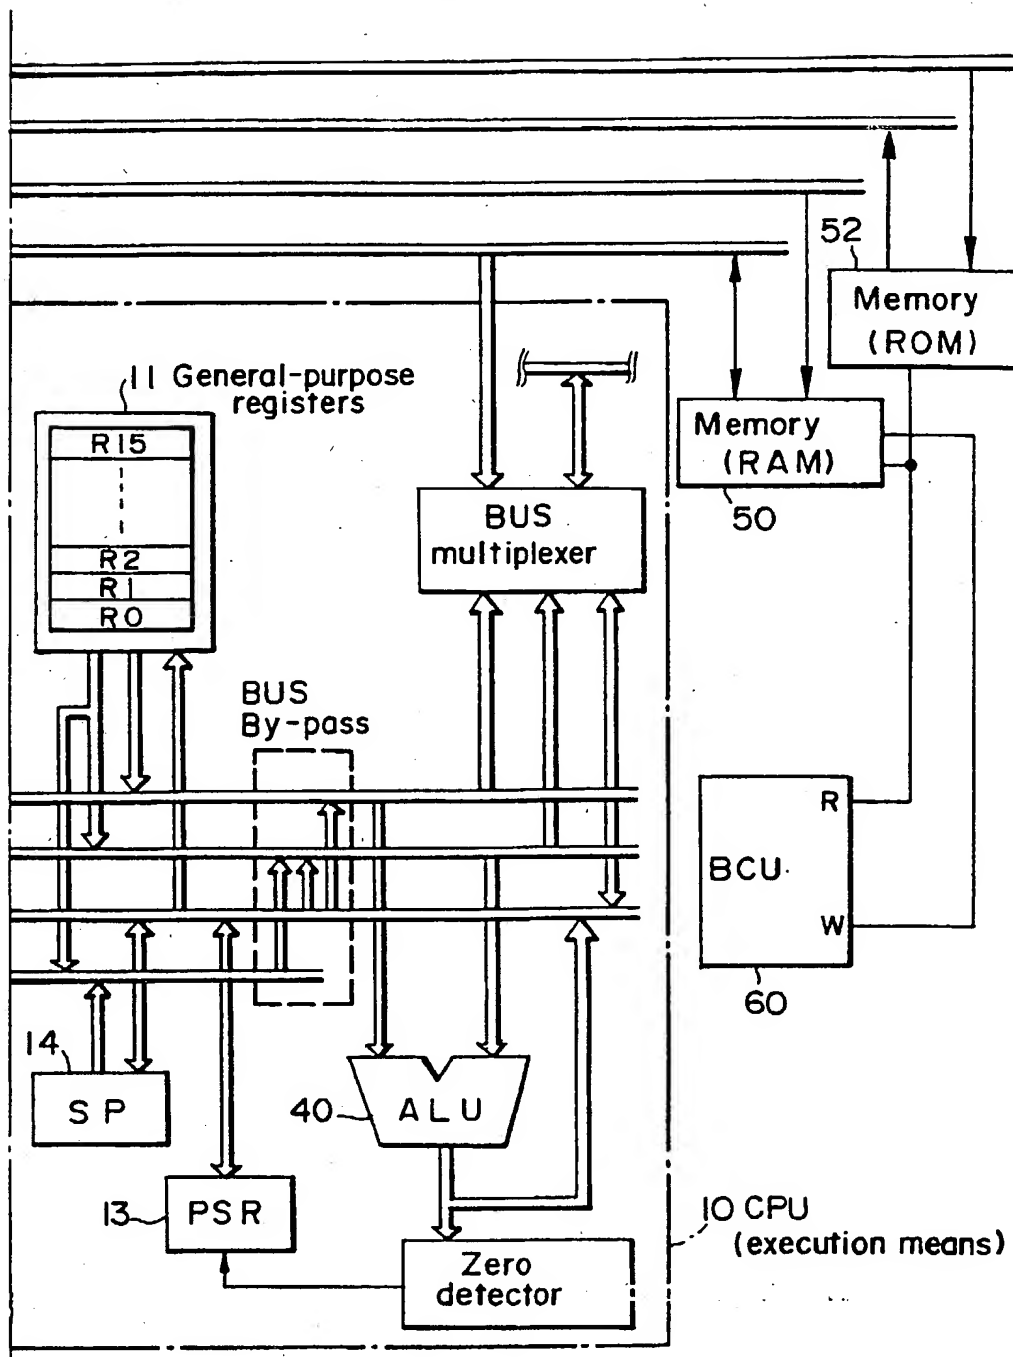 52
Memory
(ROM)
11 General-purpose
registers
R15
R2
R1
R0
Memory
(RAM)
50
BUS
multiplexer
BUS
By-pass
R
BCU
W
60
14
SP
40
ALU
13
PSR
10 CPU
(execution means)
Zero
detector